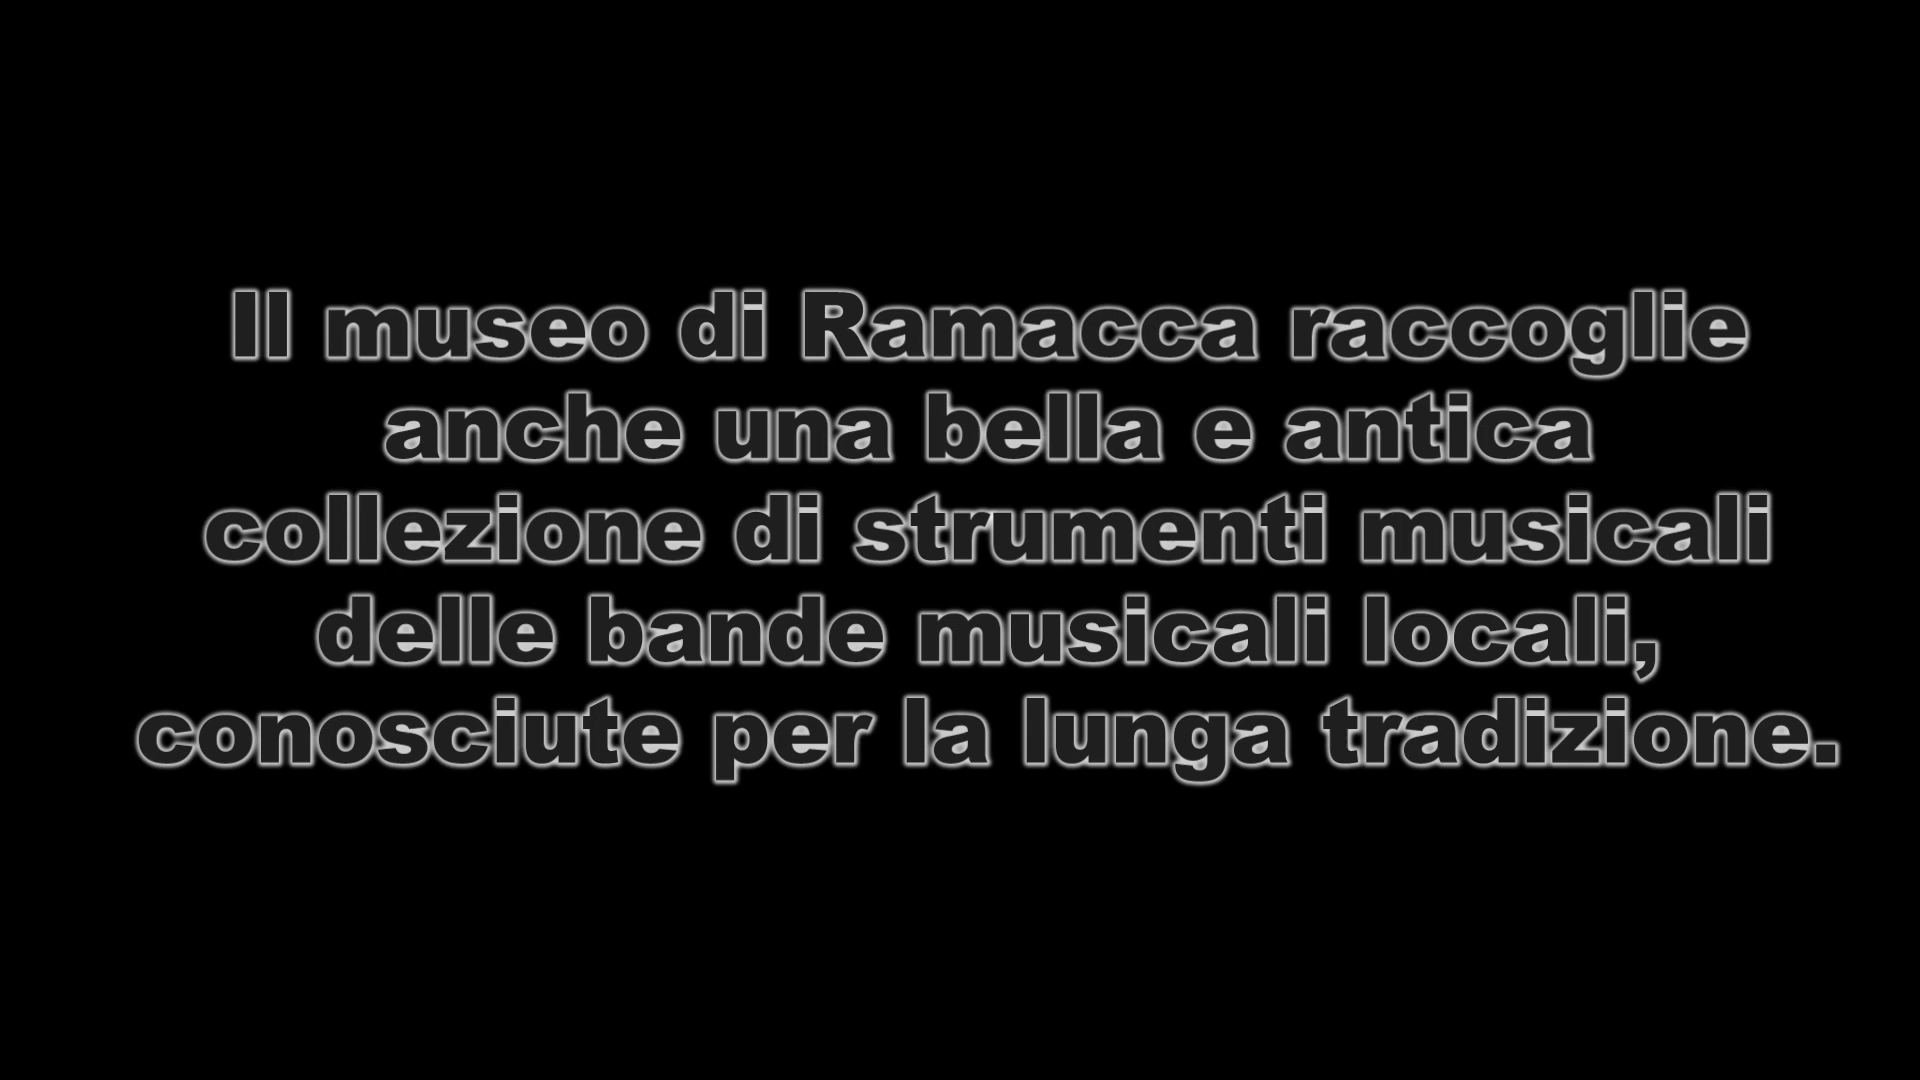 Il museo di Ramacca raccoglie
anche una bella e antica
collezione di strumenti musicali
delle bande musicali locali,
conosciute per la lunga tradizione.